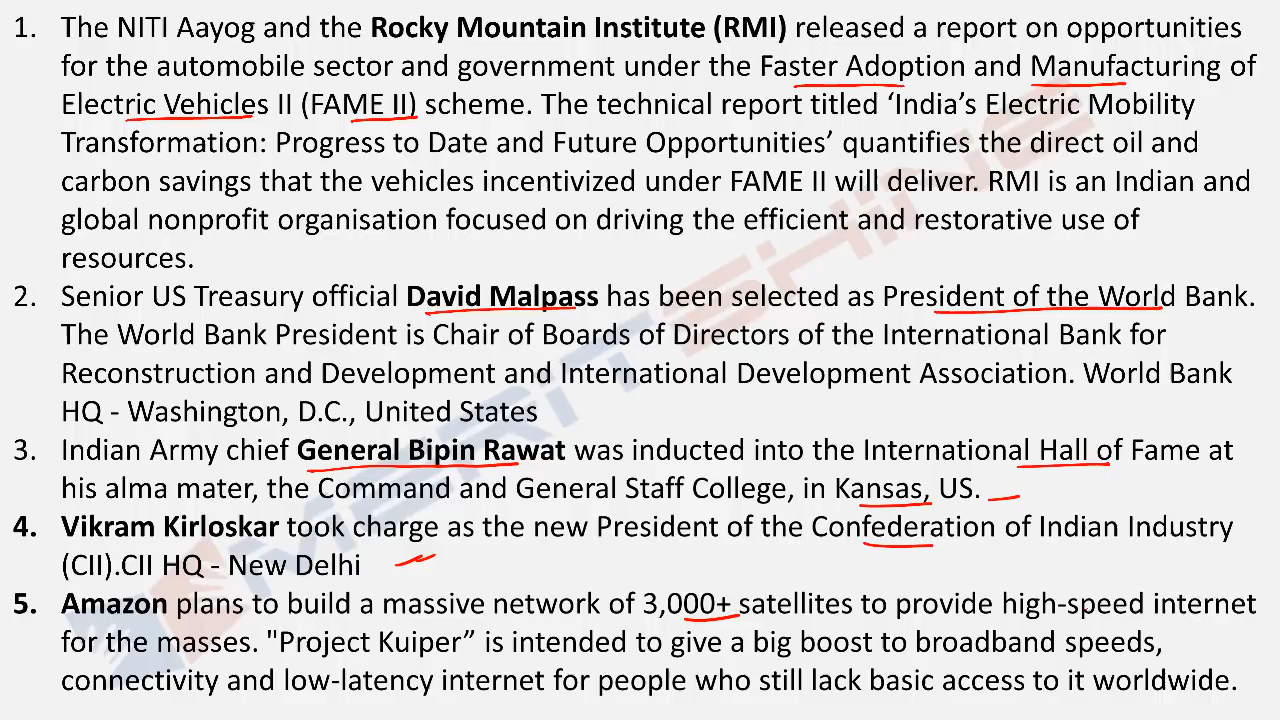 1. The NITI Aayog and the Rocky Mountain Institute (RMI) released a report on opportunities
for the automobile sector and government under the Faster Adoption and Manufacturing of
Electric Vehicles II (FAME II) scheme. The technical report titled ‘India’s Electric Mobility
Transformation: Progress to Date and Future Opportunities’ quantifies the direct oil and
carbon savings that the vehicles incentivized under FAME II will deliver. RMI is an Indian and
global nonprofit organisation focused on driving the efficient and restorative use of
resources.
2. Senior US Treasury official David Malpass has been selected as President of the World Bank.
The World Bank President is Chair of Boards of Directors of the International Bank for
Reconstruction and Development and International Development Association. World Bank
HQ - Washington, D.C., United States
3. Indian Army chief General Bipin Rawat was inducted into the International Hall of Fame at
his alma mater, the Command and General Staff College, in Kansas, US.
4. Vikram Kirloskar took charge as the new President of the Confederation of Indian Industry
(CII).CII HQ - New Delhi
5. Amazon plans to build a massive network of 3,000+ satellites to provide high-speed internet
for the masses. "Project Kuiper” is intended to give a big boost to broadband speeds,
connectivity and low-latency internet for people who still lack basic access to it worldwide.
MERITSHINE